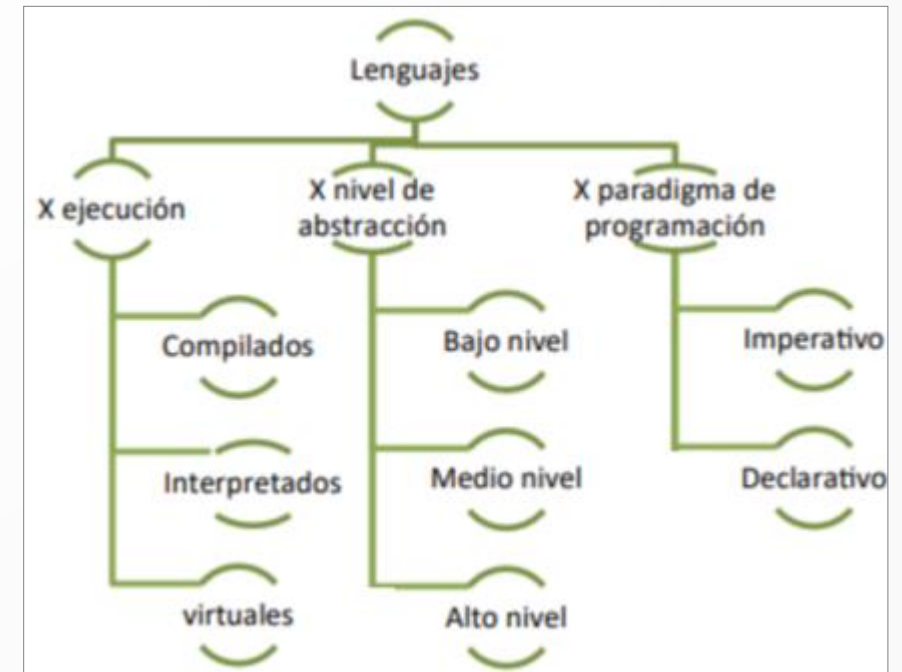 Lenguajes
X ejecución
X nivel de
abstracción
X paradigma de
programación
Compilados
Interpretados
virtuales
Bajo nivel
Medio nivel
Alto nivel
Imperativo
Declarativo